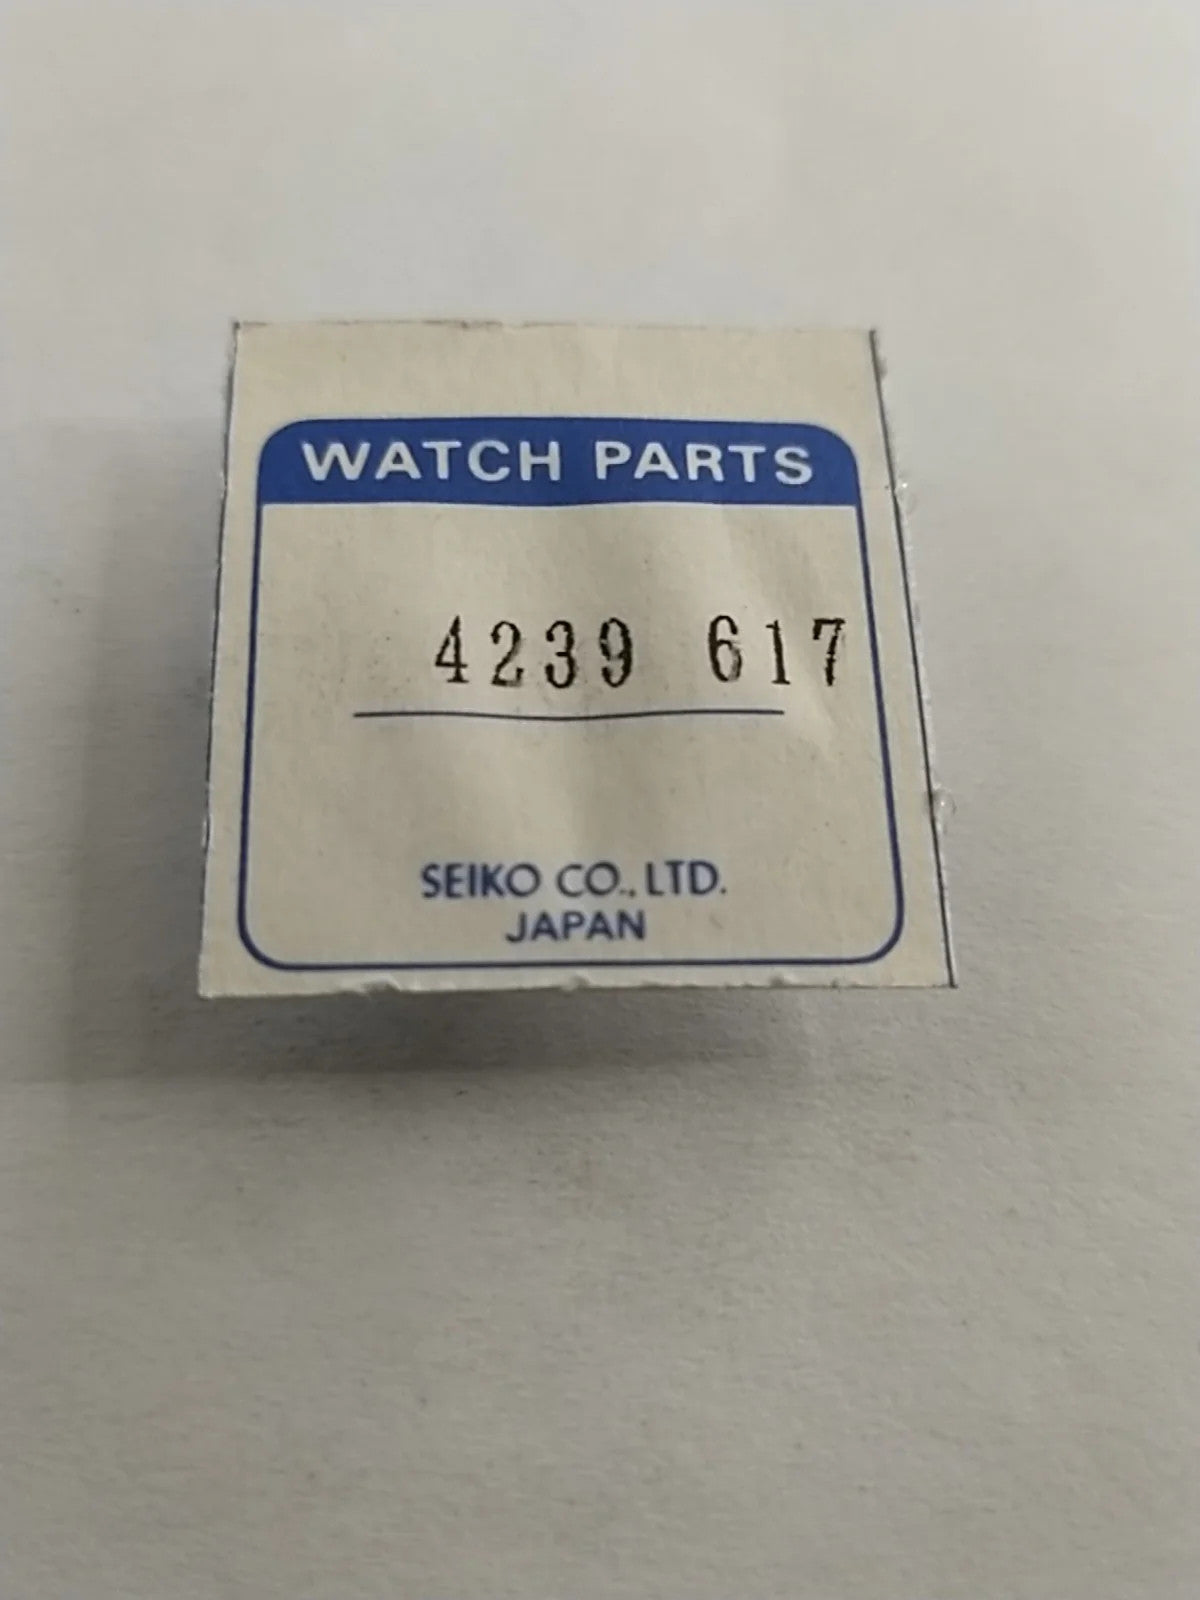 WATCH PARTS
4239 617
SEIKO CO., LTD.
JAPAN